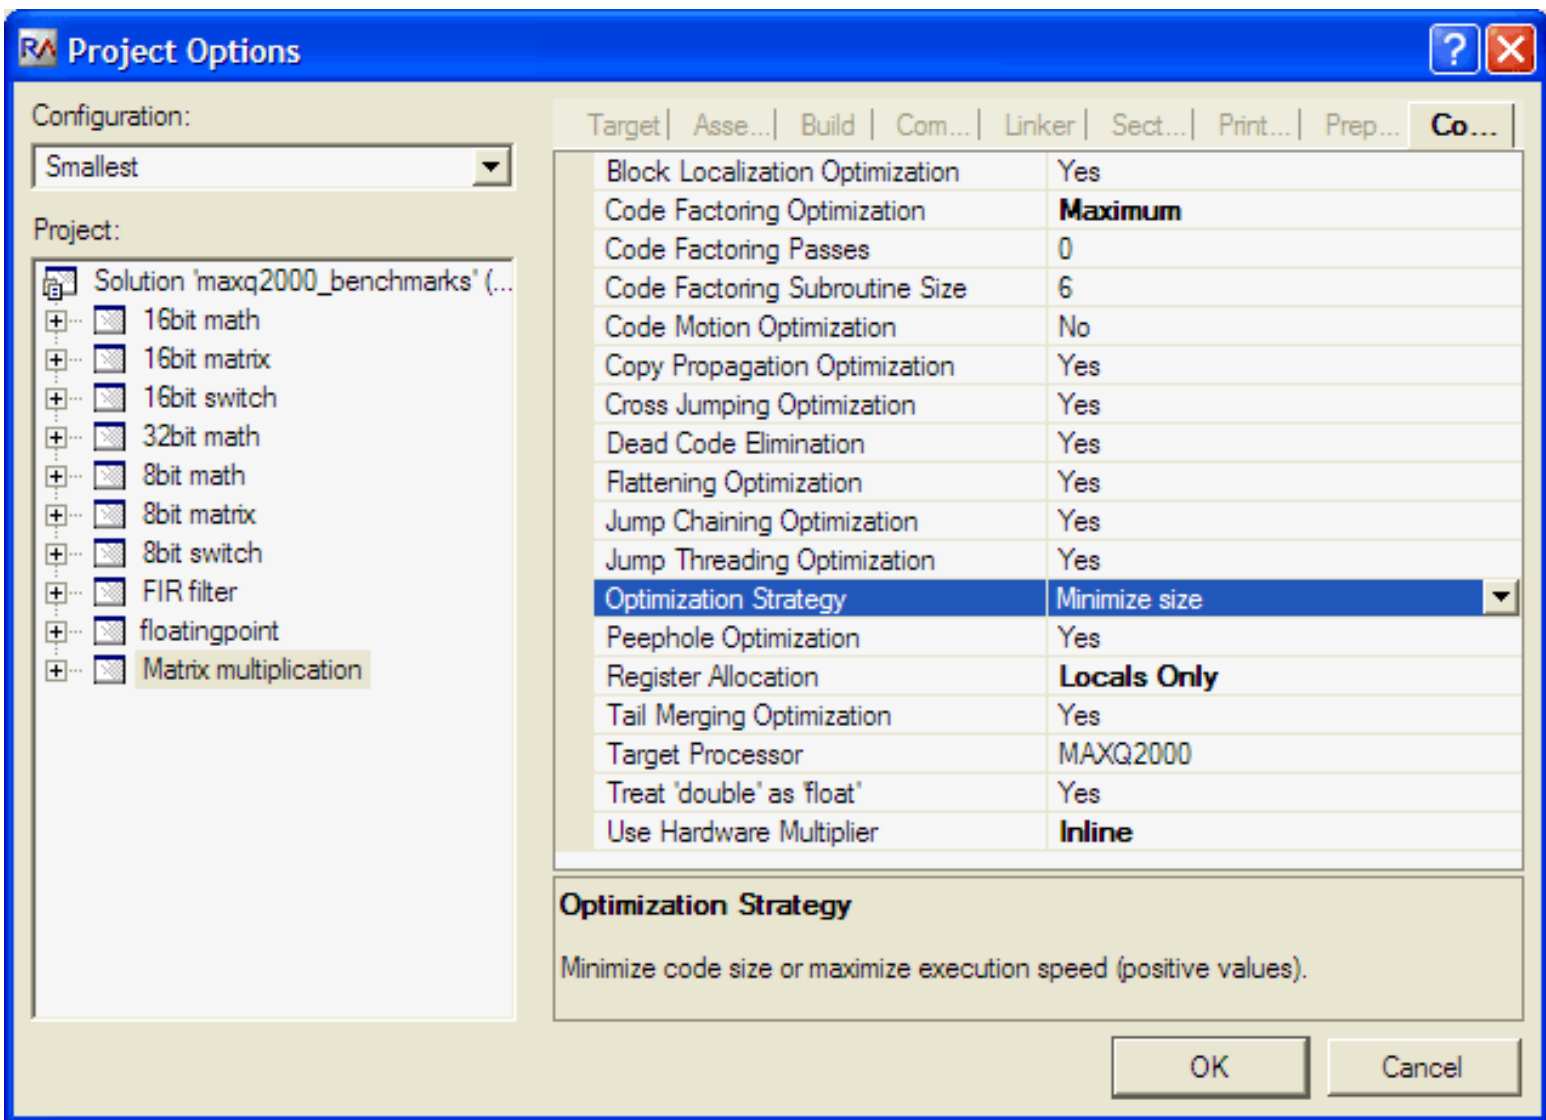 RA Project Options
Configuration:
Smallest
Project:
Solution 'maxq2000_benchmarks' (...
16bit math
16bit matrix
16bit switch
32bit math
8bit math
8bit matrix
8bit switch
FIR filter
floatingpoint
Matrix multiplication
Target Asse... Build Com... Linker Sect... Print... Prep... Co...
Block Localization Optimization Yes
Code Factoring Optimization Maximum
Code Factoring Passes 0
Code Factoring Subroutine Size 6
Code Motion Optimization No
Copy Propagation Optimization Yes
Cross Jumping Optimization Yes
Dead Code Elimination Yes
Flattening Optimization Yes
Jump Chaining Optimization Yes
Jump Threading Optimization Yes
Optimization Strategy Minimize size
Peephole Optimization Yes
Register Allocation Locals Only
Tail Merging Optimization Yes
Target Processor MAXQ2000
Treat 'double' as 'float' Yes
Use Hardware Multiplier Inline
Optimization Strategy
Minimize code size or maximize execution speed (positive values).
OK Cancel